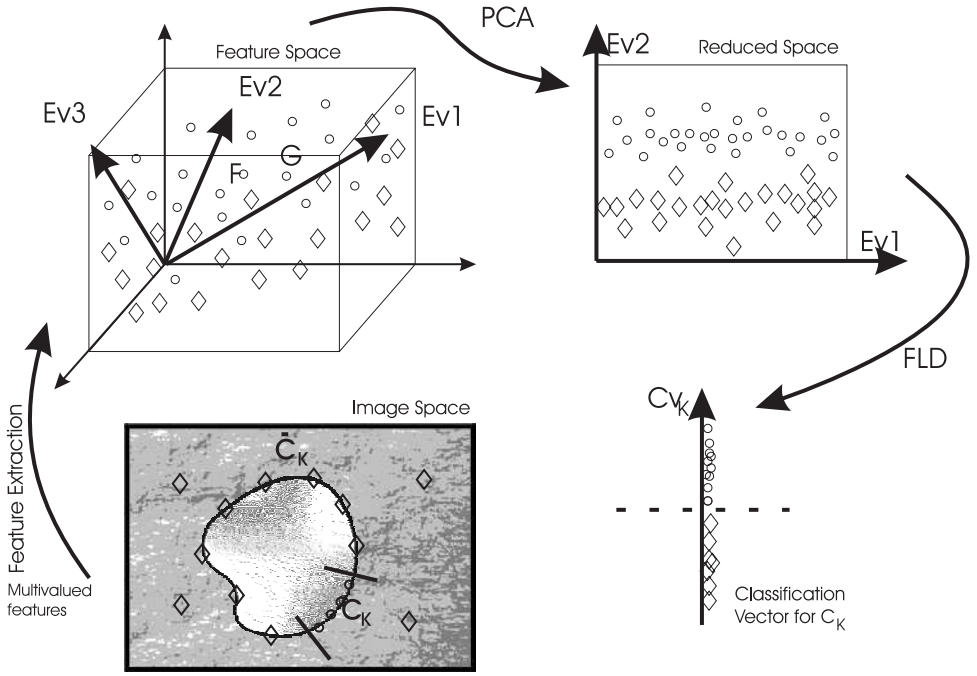 PCA
Feature Space
Ev3
Ev2
Ev1
F
G
Ev2
Reduced Space
Ev1
FLD
Feature Extraction
Multivalued
features
Image Space
C̄K
CK
CvK
Classification
Vector for CK